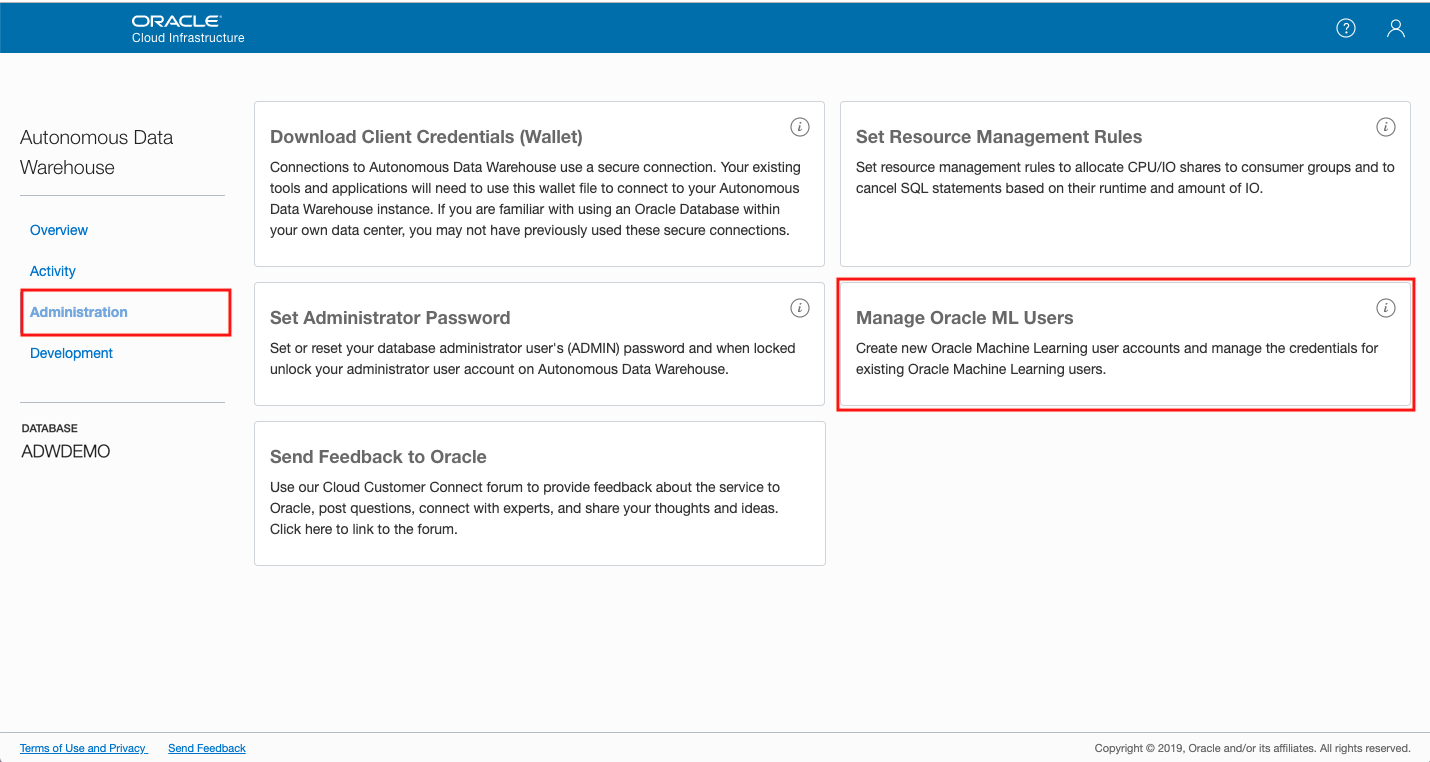 ORACLE
Cloud Infrastructure
Autonomous Data
Warehouse
Overview
Activity
Administration
Development
DATABASE
ADWDEMO
Download Client Credentials (Wallet)
Connections to Autonomous Data Warehouse use a secure connection. Your existing
tools and applications will need to use this wallet file to connect to your Autonomous
Data Warehouse instance. If you are familiar with using an Oracle Database within
your own data center, you may not have previously used these secure connections.
Set Resource Management Rules
Set resource management rules to allocate CPU/IO shares to consumer groups and to
cancel SQL statements based on their runtime and amount of IO.
Set Administrator Password
Set or reset your database administrator user's (ADMIN) password and when locked
unlock your administrator user account on Autonomous Data Warehouse.
Manage Oracle ML Users
Create new Oracle Machine Learning user accounts and manage the credentials for
existing Oracle Machine Learning users.
Send Feedback to Oracle
Use our Cloud Customer Connect forum to provide feedback about the service to
Oracle, post questions, connect with experts, and share your thoughts and ideas.
Click here to link to the forum.
Terms of Use and Privacy
Send Feedback
Copyright © 2019, Oracle and/or its affiliates. All rights reserved.